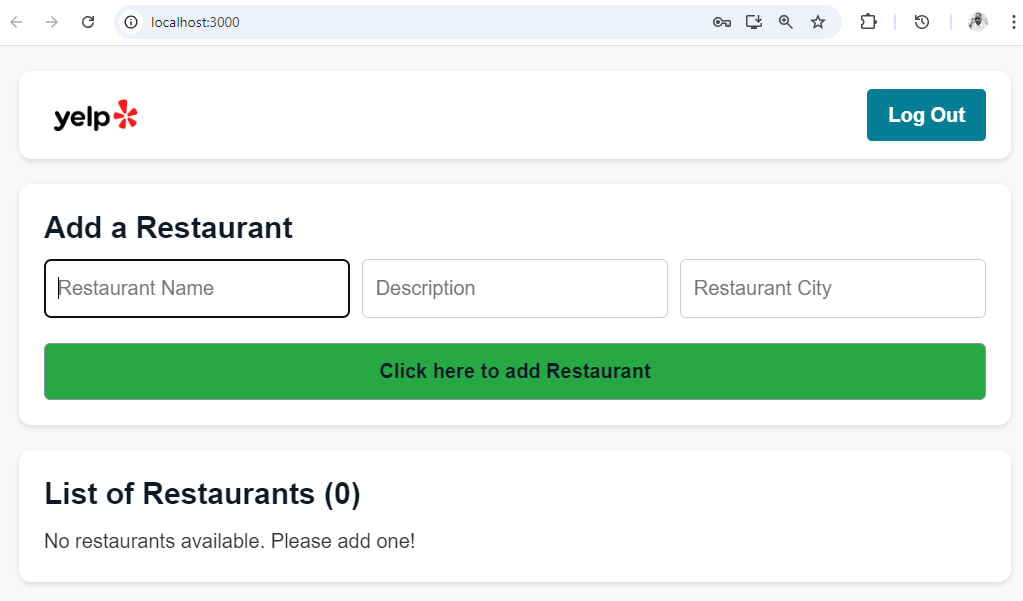 localhost:3000
yelp
Log Out
Add a Restaurant
Restaurant Name
Description
Restaurant City
Click here to add Restaurant
List of Restaurants (0)
No restaurants available. Please add one!